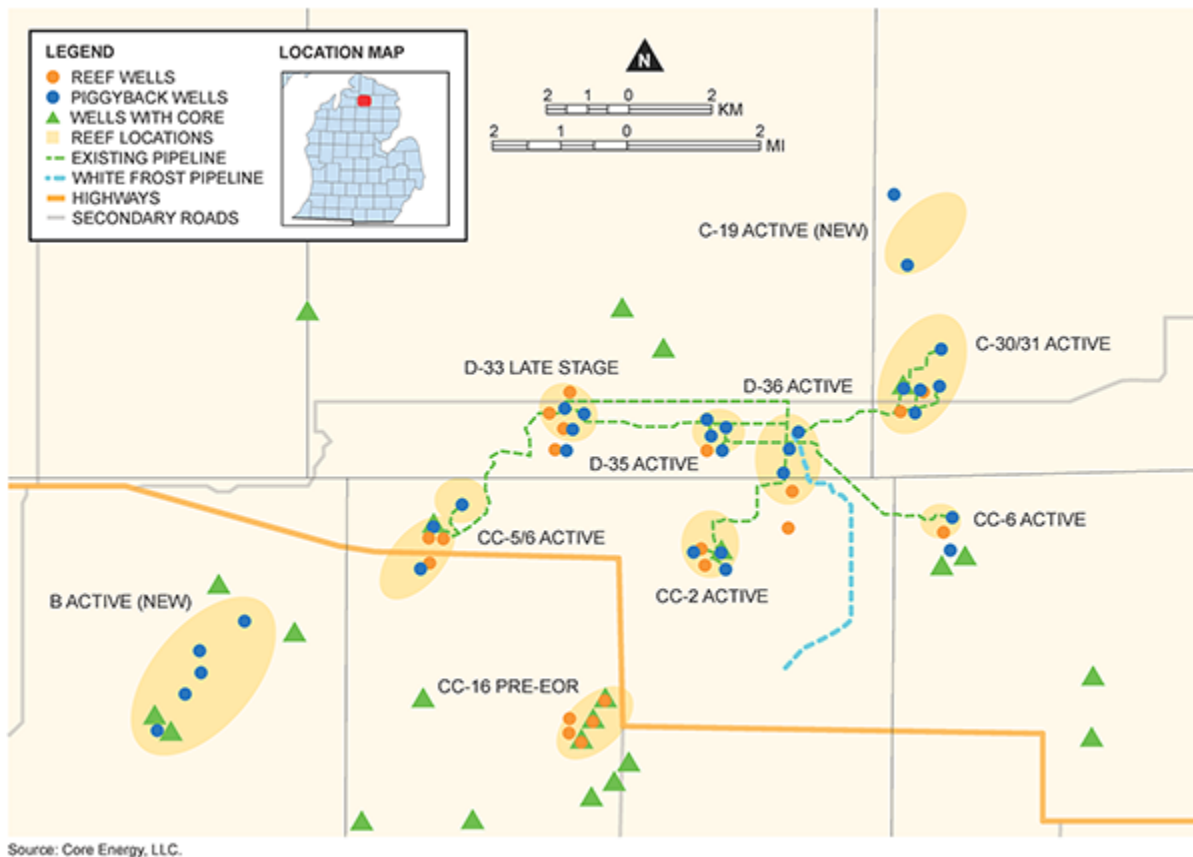 LEGEND
REEF WELLS
PIGGYBACK WELLS
WELLS WITH CORE
REEF LOCATIONS
EXISTING PIPELINE
WHITE FROST PIPELINE
HIGHWAYS
SECONDARY ROADS
LOCATION MAP
N
2 1 0 2 KM
2 1 0 2 MI
C-19 ACTIVE (NEW)
C-30/31 ACTIVE
D-33 LATE STAGE
D-36 ACTIVE
D-35 ACTIVE
CC-5/6 ACTIVE
CC-6 ACTIVE
CC-2 ACTIVE
B ACTIVE (NEW)
CC-16 PRE-EOR
Source: Core Energy, LLC.